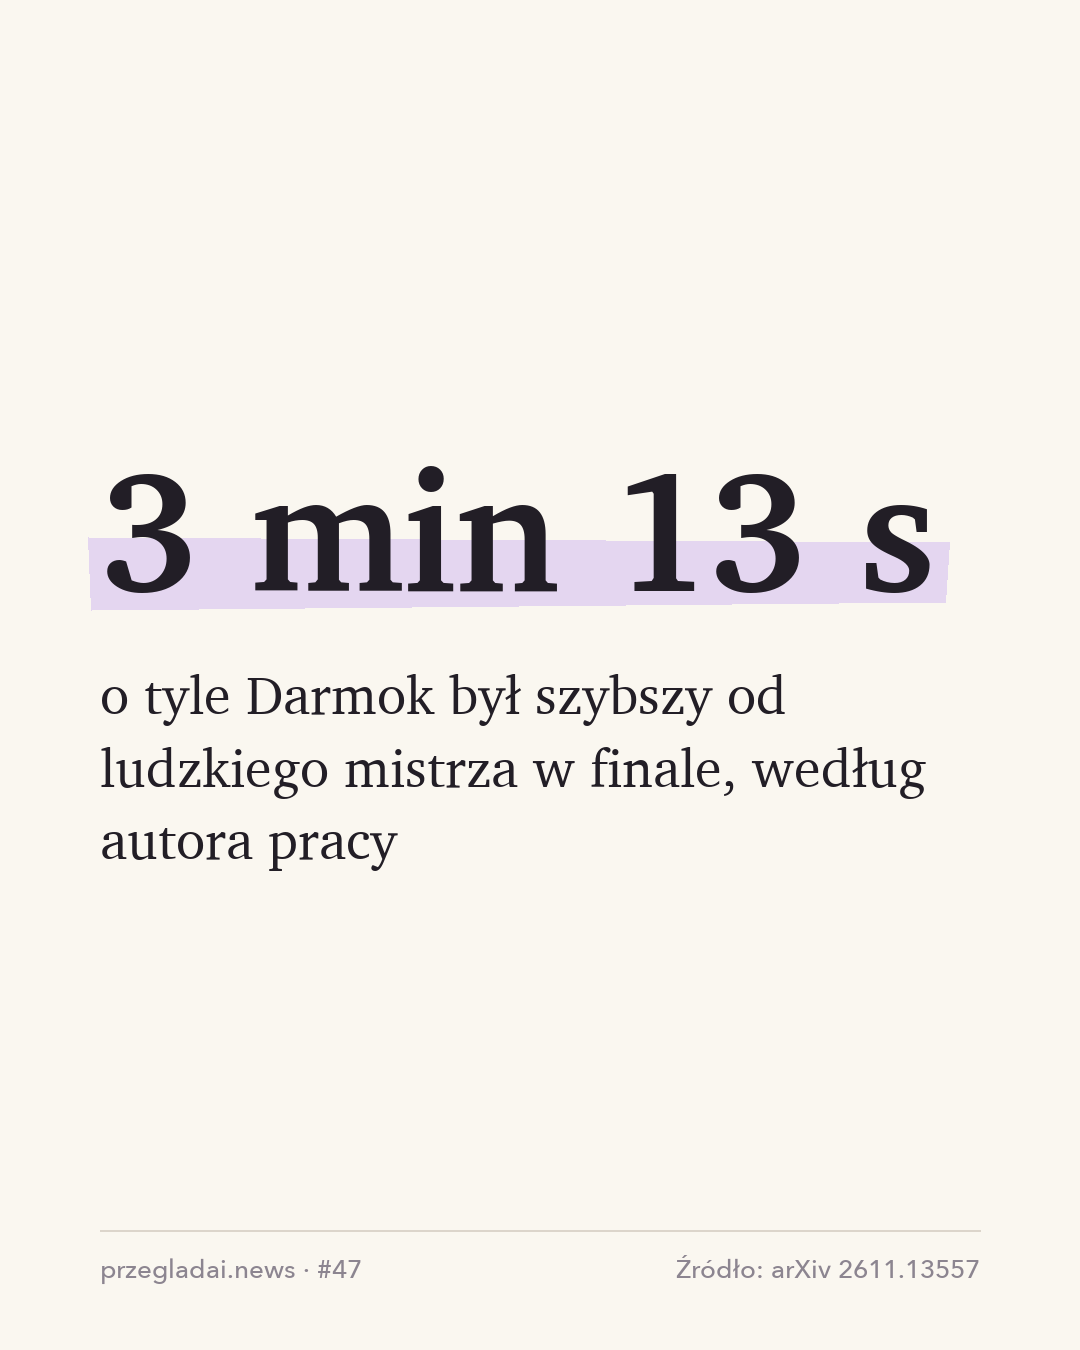 3 min 13 s
o tyle Darmok był szybszy od
ludzkiego mistrza w finale, według
autora pracy
przegladai.news · #47
Źródło: arXiv 2611.13557